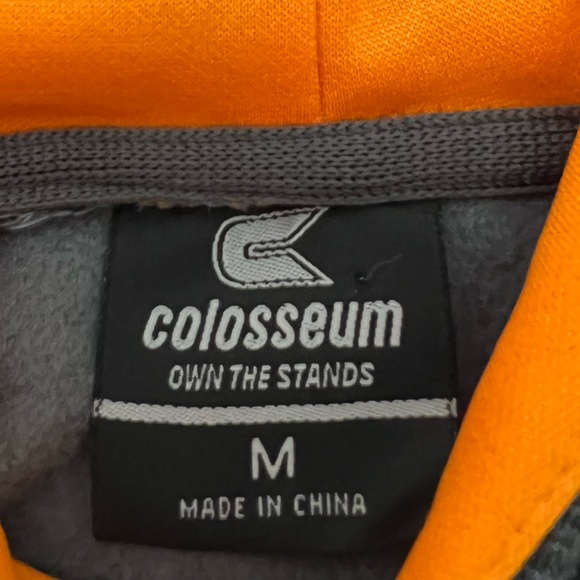 colosseum
OWN THE STANDS
M
MADE IN CHINA